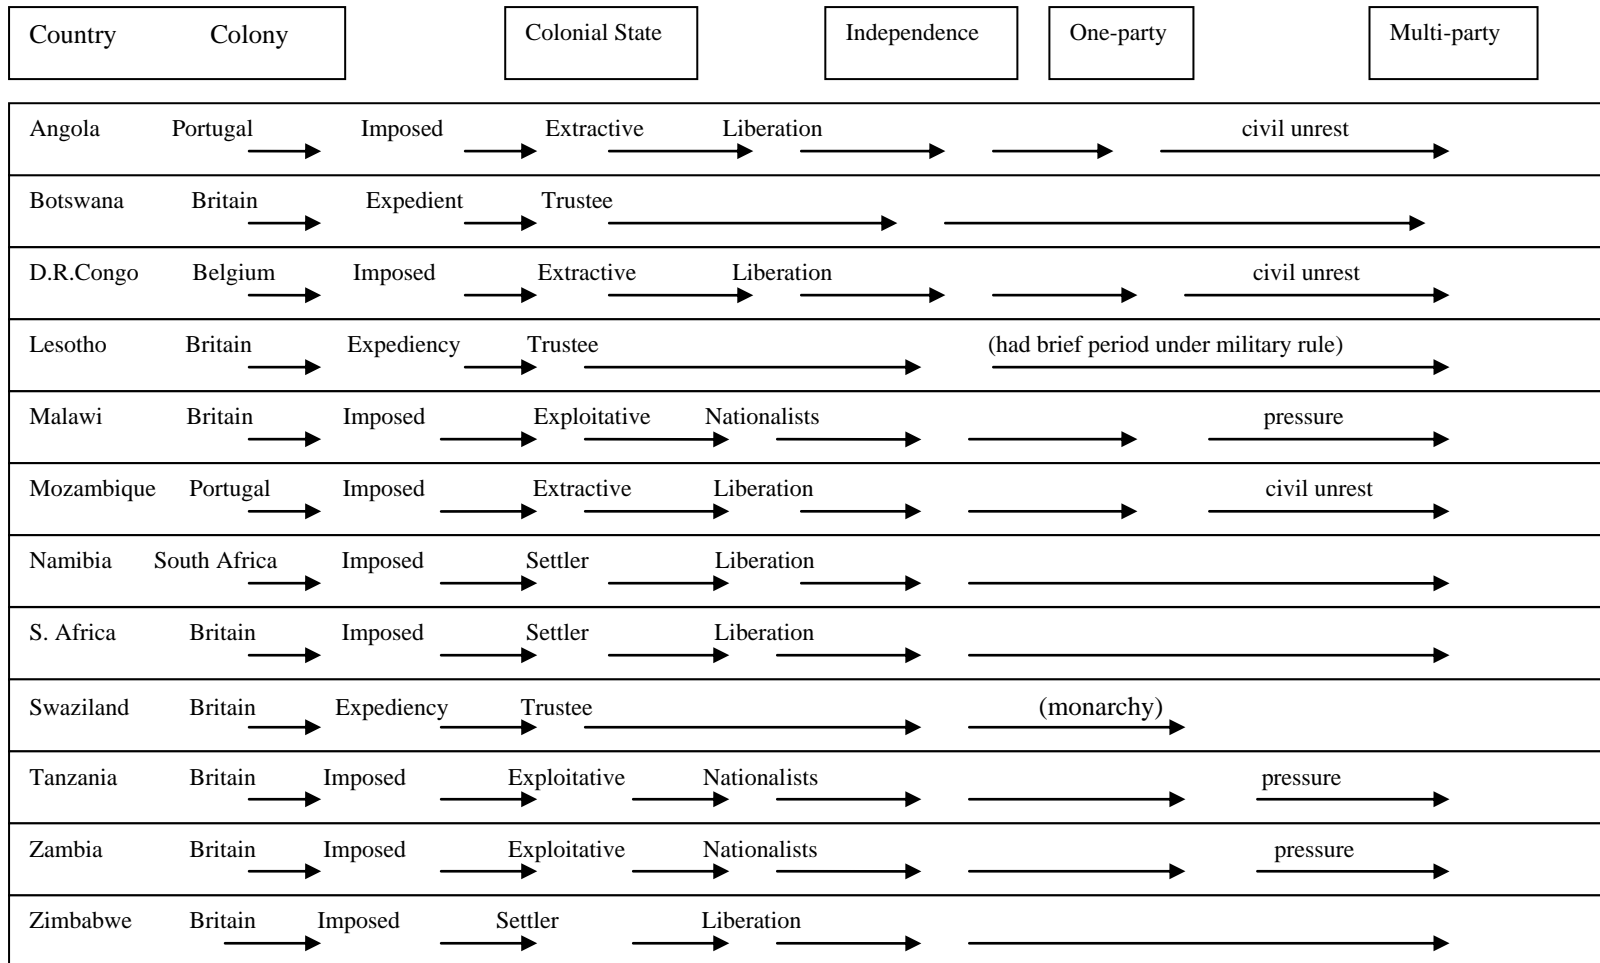 Country Colony Colonial State Independence One-party Multi-party
Angola Portugal Imposed Extractive Liberation civil unrest
Botswana Britain Expedient Trustee
D.R.Congo Belgium Imposed Extractive Liberation civil unrest
Lesotho Britain Expediency Trustee (had brief period under military rule)
Malawi Britain Imposed Exploitative Nationalists pressure
Mozambique Portugal Imposed Extractive Liberation civil unrest
Namibia South Africa Imposed Settler Liberation
S. Africa Britain Imposed Settler Liberation
Swaziland Britain Expediency Trustee (monarchy)
Tanzania Britain Imposed Exploitative Nationalists pressure
Zambia Britain Imposed Exploitative Nationalists pressure
Zimbabwe Britain Imposed Settler Liberation